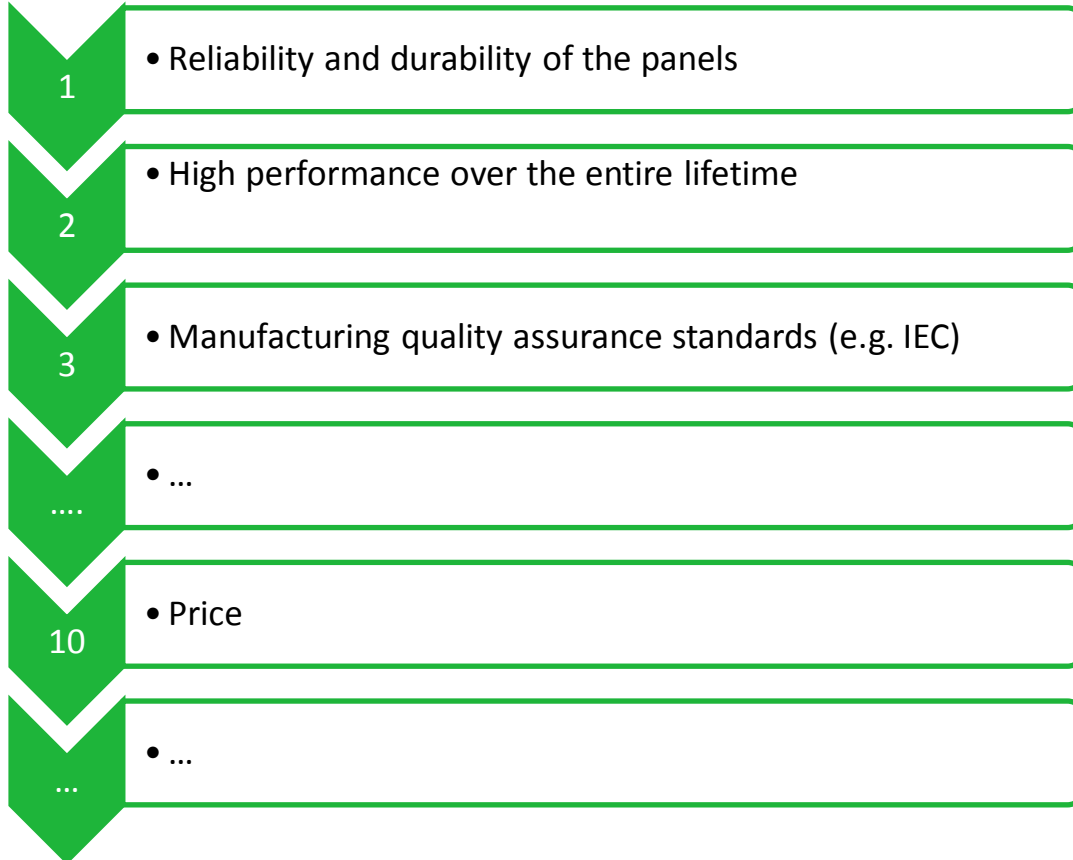 1
• Reliability and durability of the panels
2
• High performance over the entire lifetime
3
• Manufacturing quality assurance standards (e.g. IEC)
....
• ...
10
• Price
...
• ...